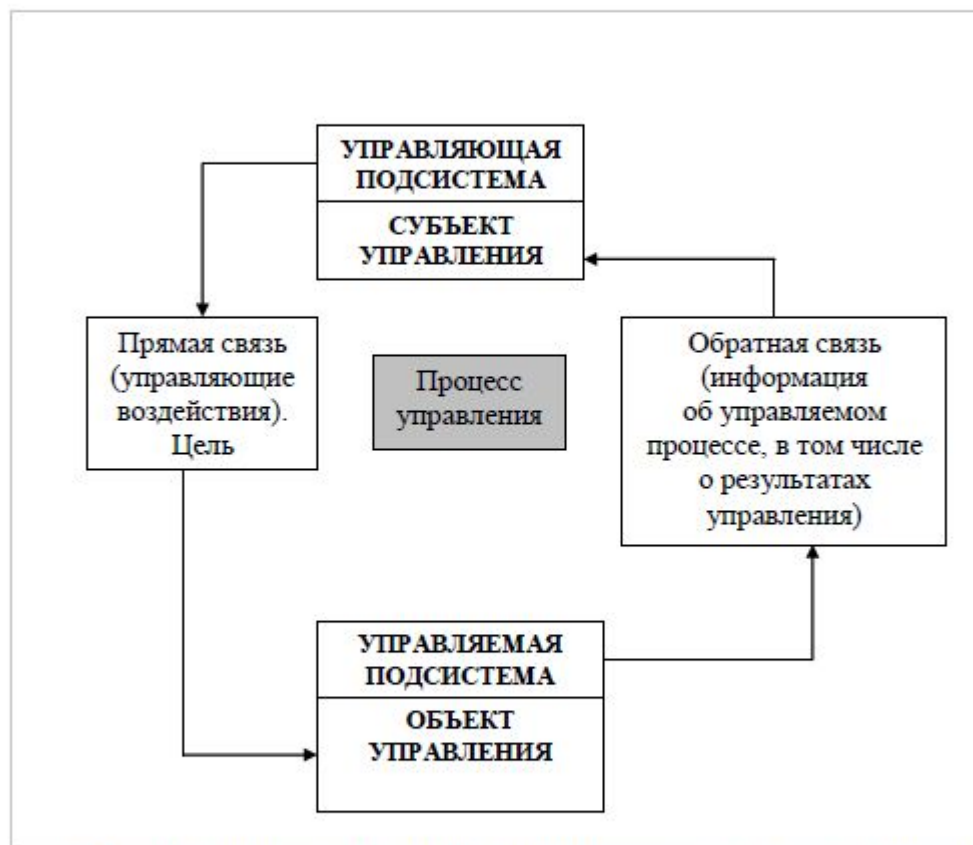 УПРАВЛЯЮЩАЯ
ПОДСИСТЕМА
СУБЪЕКТ
УПРАВЛЕНИЯ
Прямая связь
(управляющие
воздействия).
Цель
Процесс
управления
Обратная связь
(информация
об управляемом
процессе, в том числе
о результатах
управления)
УПРАВЛЯЕМАЯ
ПОДСИСТЕМА
ОБЪЕКТ
УПРАВЛЕНИЯ